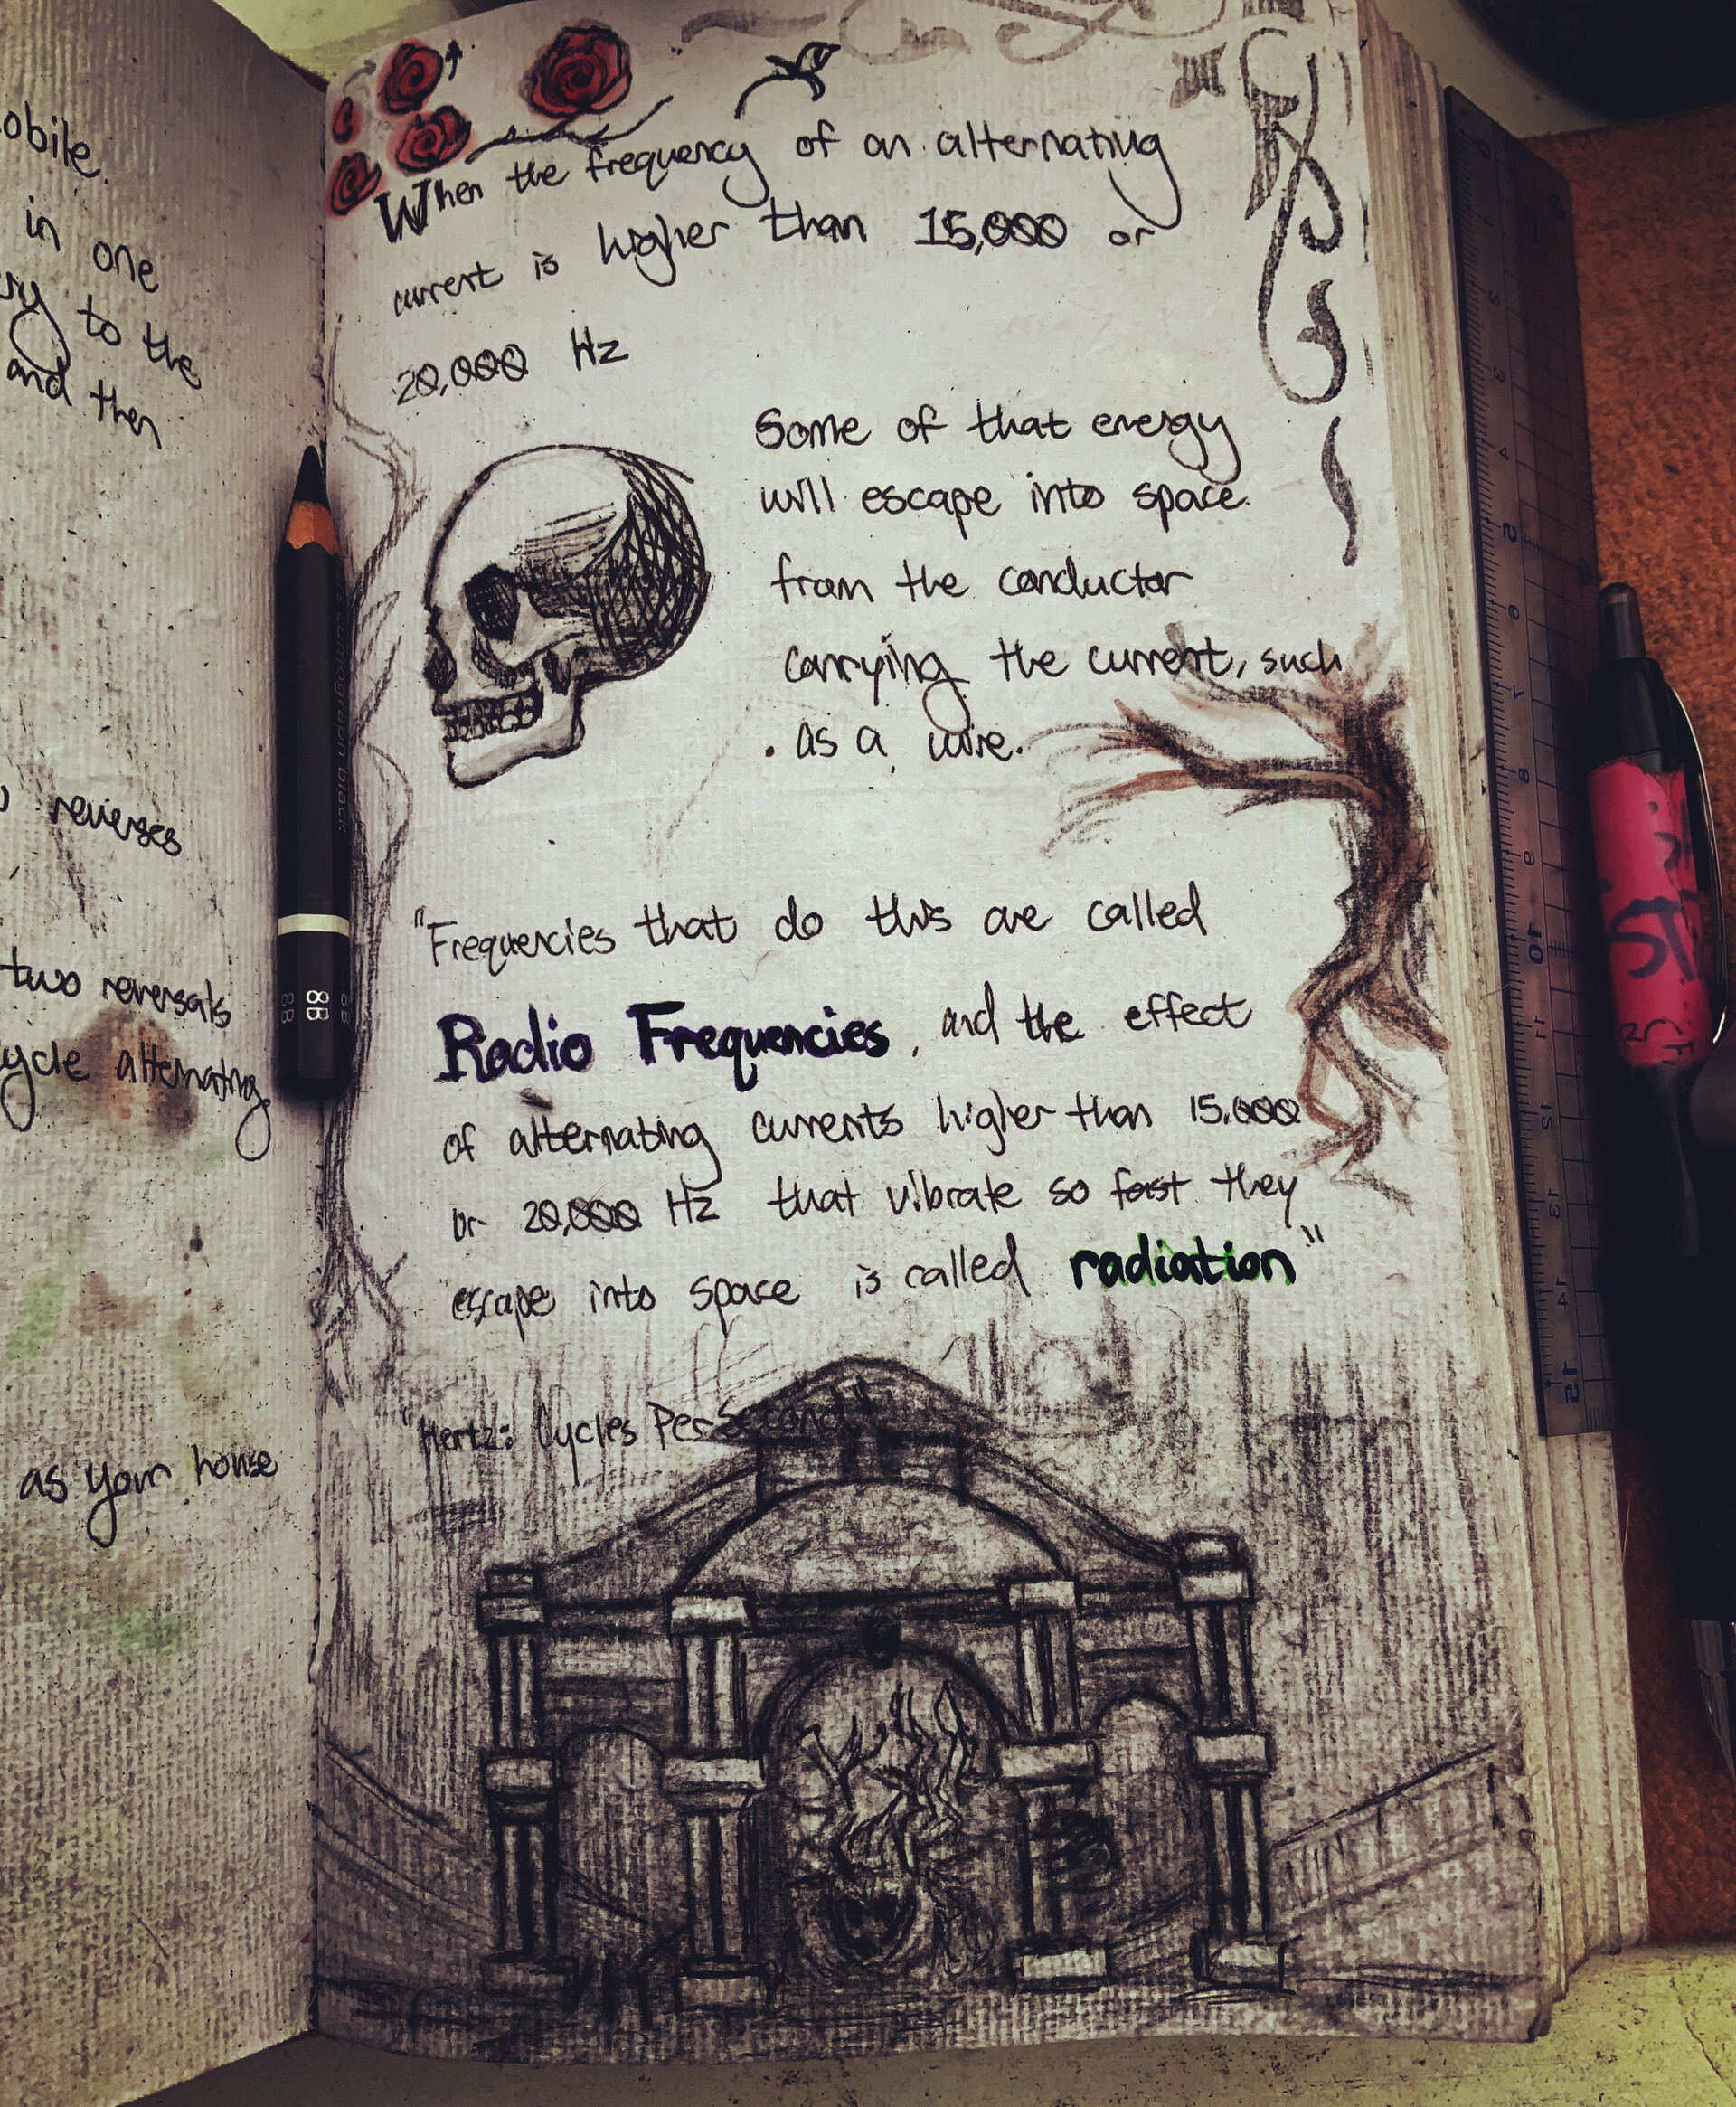 obile.
in one
to the
and then
reverses
two reversals
ycle alternating
as your house
When the frequency of an alternating
current is higher than 15,000 or
20,000 Hz
Some of that energy
will escape into space
from the conductor
carrying the current, such
as a wire.
"Frequencies that do this are called
Radio Frequencies, and the effect
of alternating currents higher than 15.000
or 20,000 Hz that vibrate so fast they
escape into space is called radiation"
"Hertz: Cycles Per Second"
8B 8B 8B
0
1
2
3
4
5
6
7
8
9
10
11
12
13
14
15
ST